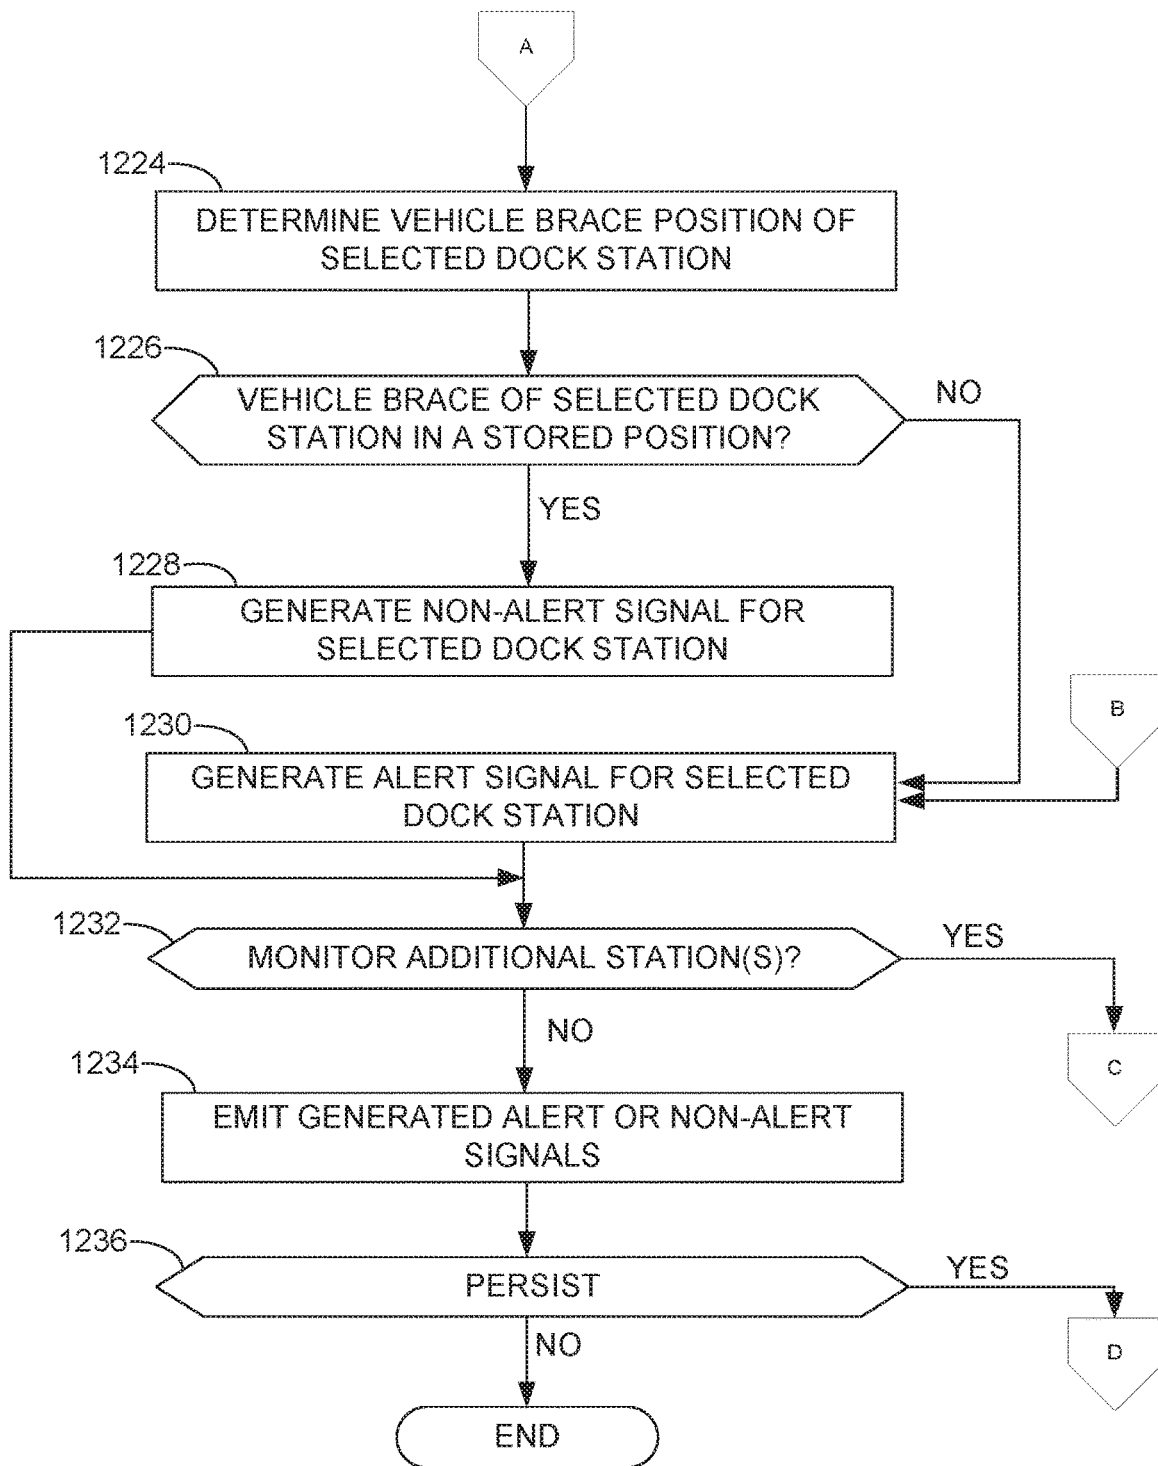 A
1224
DETERMINE VEHICLE BRACE POSITION OF
SELECTED DOCK STATION
1226
VEHICLE BRACE OF SELECTED DOCK
STATION IN A STORED POSITION?
NO
YES
1228
GENERATE NON-ALERT SIGNAL FOR
SELECTED DOCK STATION
B
1230
GENERATE ALERT SIGNAL FOR SELECTED
DOCK STATION
1232
MONITOR ADDITIONAL STATION(S)?
YES
NO
C
1234
EMIT GENERATED ALERT OR NON-ALERT
SIGNALS
1236
PERSIST
YES
NO
D
END